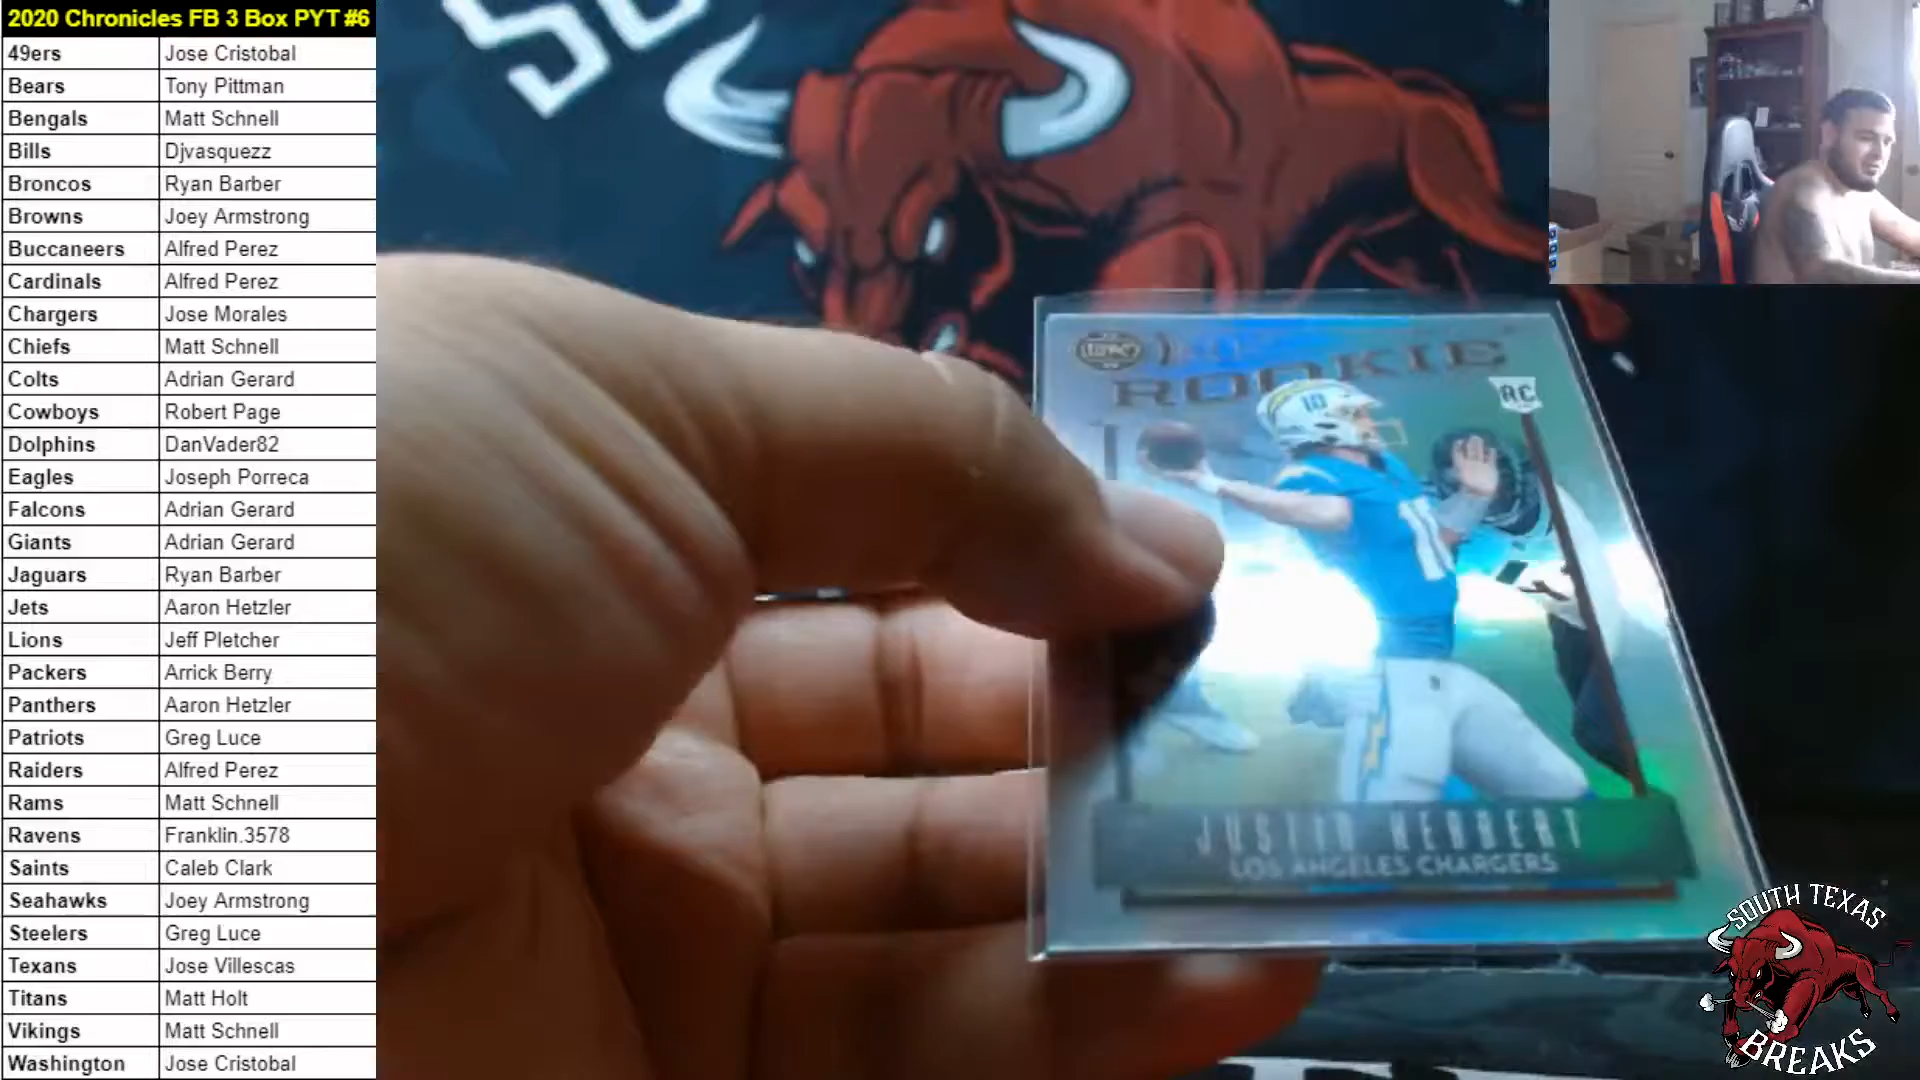 2020 Chronicles FB 3 Box PYT #6
49ers Jose Cristobal
Bears Tony Pittman
Bengals Matt Schnell
Bills Djvasquezz
Broncos Ryan Barber
Browns Joey Armstrong
Buccaneers Alfred Perez
Cardinals Alfred Perez
Chargers Jose Morales
Chiefs Matt Schnell
Colts Adrian Gerard
Cowboys Robert Page
Dolphins DanVader82
Eagles Joseph Porreca
Falcons Adrian Gerard
Giants Adrian Gerard
Jaguars Ryan Barber
Jets Aaron Hetzler
Lions Jeff Pletcher
Packers Arrick Berry
Panthers Aaron Hetzler
Patriots Greg Luce
Raiders Alfred Perez
Rams Matt Schnell
Ravens Franklin.3578
Saints Caleb Clark
Seahawks Joey Armstrong
Steelers Greg Luce
Texans Jose Villescas
Titans Matt Holt
Vikings Matt Schnell
Washington Jose Cristobal
LEGACY
ROOKIE
RC
10
10
JUSTIN HERBERT
LOS ANGELES CHARGERS
SOUTH TEXAS
BREAKS